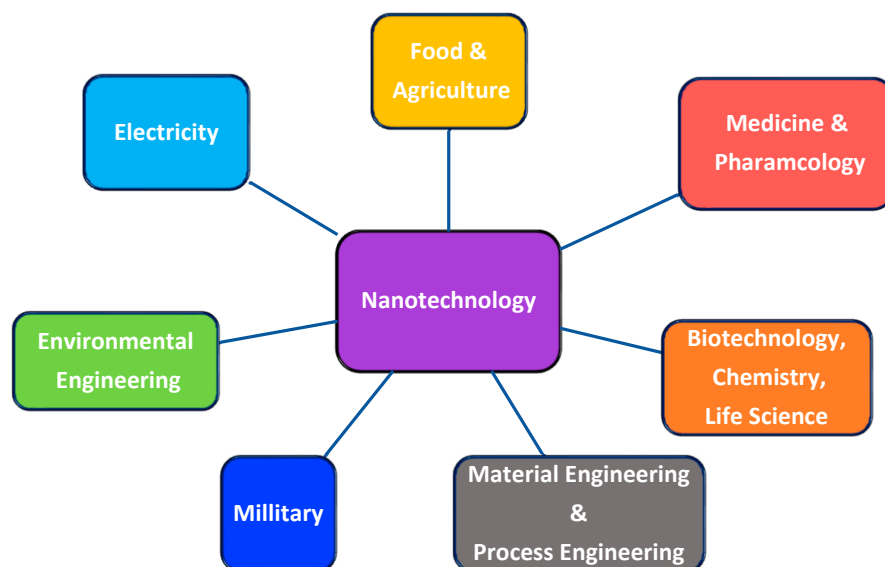 Food &
Agriculture
Electricity
Medicine &
Pharamcology
Nanotechnology
Environmental
Engineering
Biotechnology,
Chemistry,
Life Science
Millitary
Material Engineering
&
Process Engineering